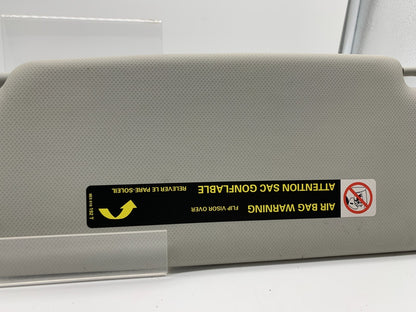 AIR BAG WARNING
FLIP VISOR OVER
ATTENTION SAC GONFLABLE
RELEVER LE PARE-SOLEIL